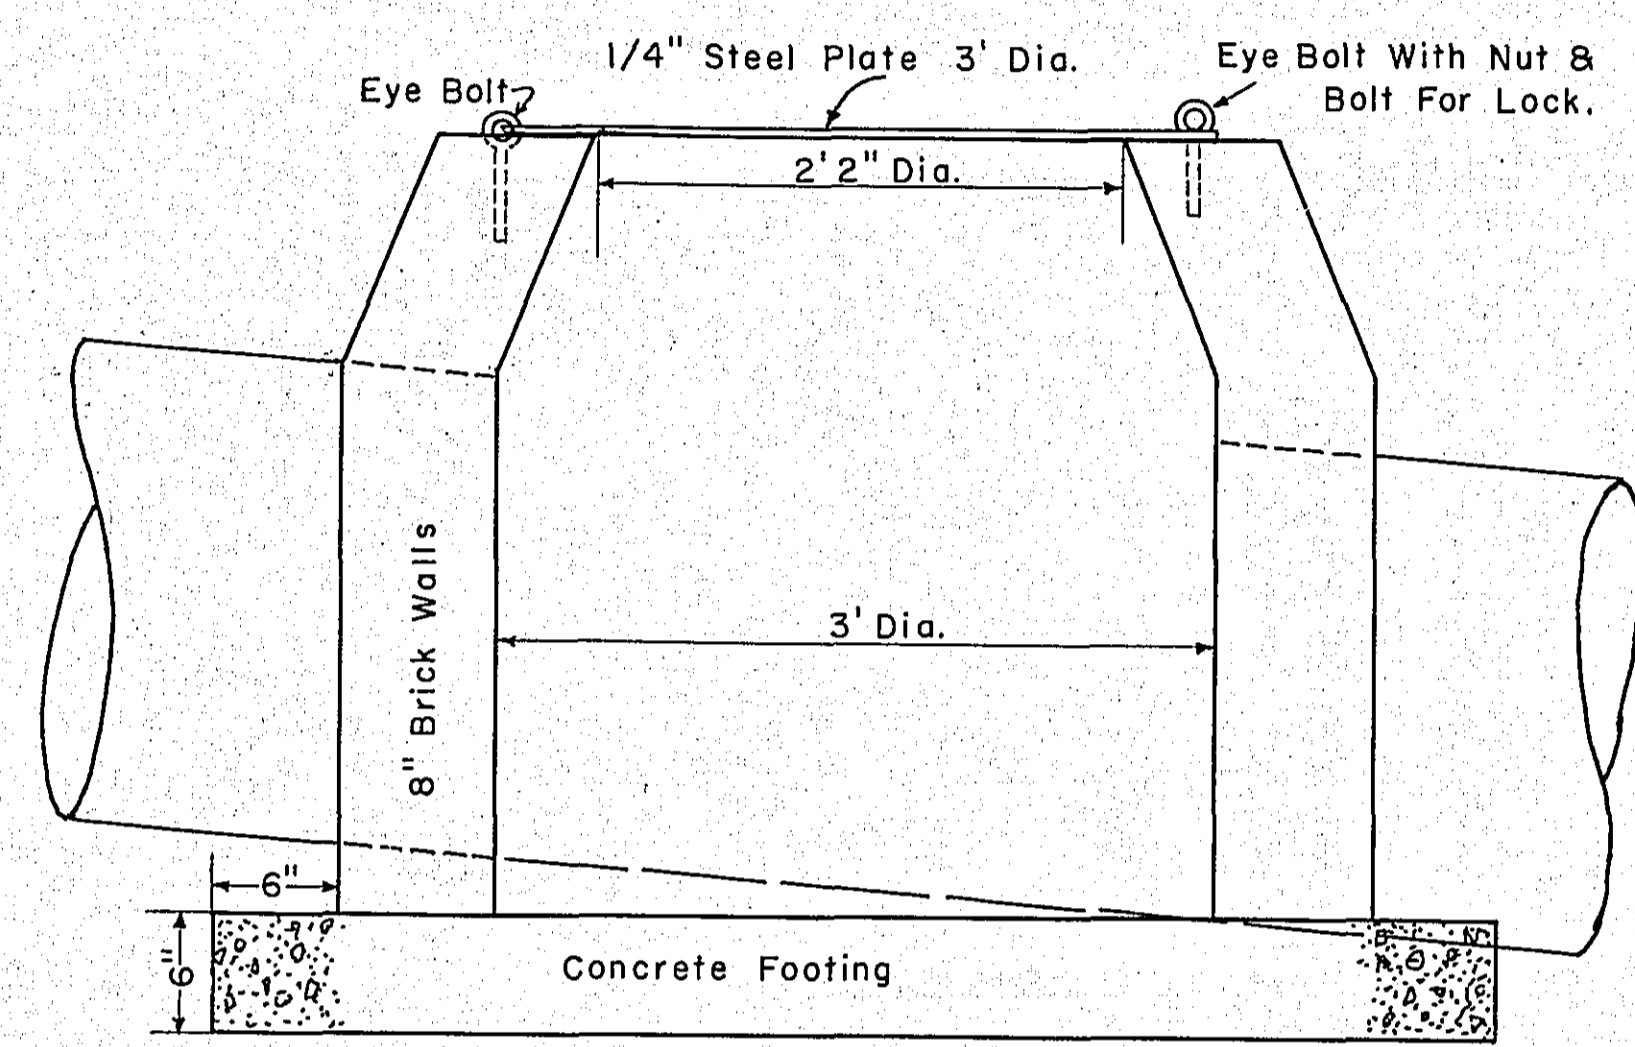 1/4" Steel Plate 3' Dia.
Eye Bolt With Nut &
Bolt For Lock.
Eye Bolt
2' 2" Dia.
3' Dia.
8" Brick Walls
6"
6"
Concrete Footing